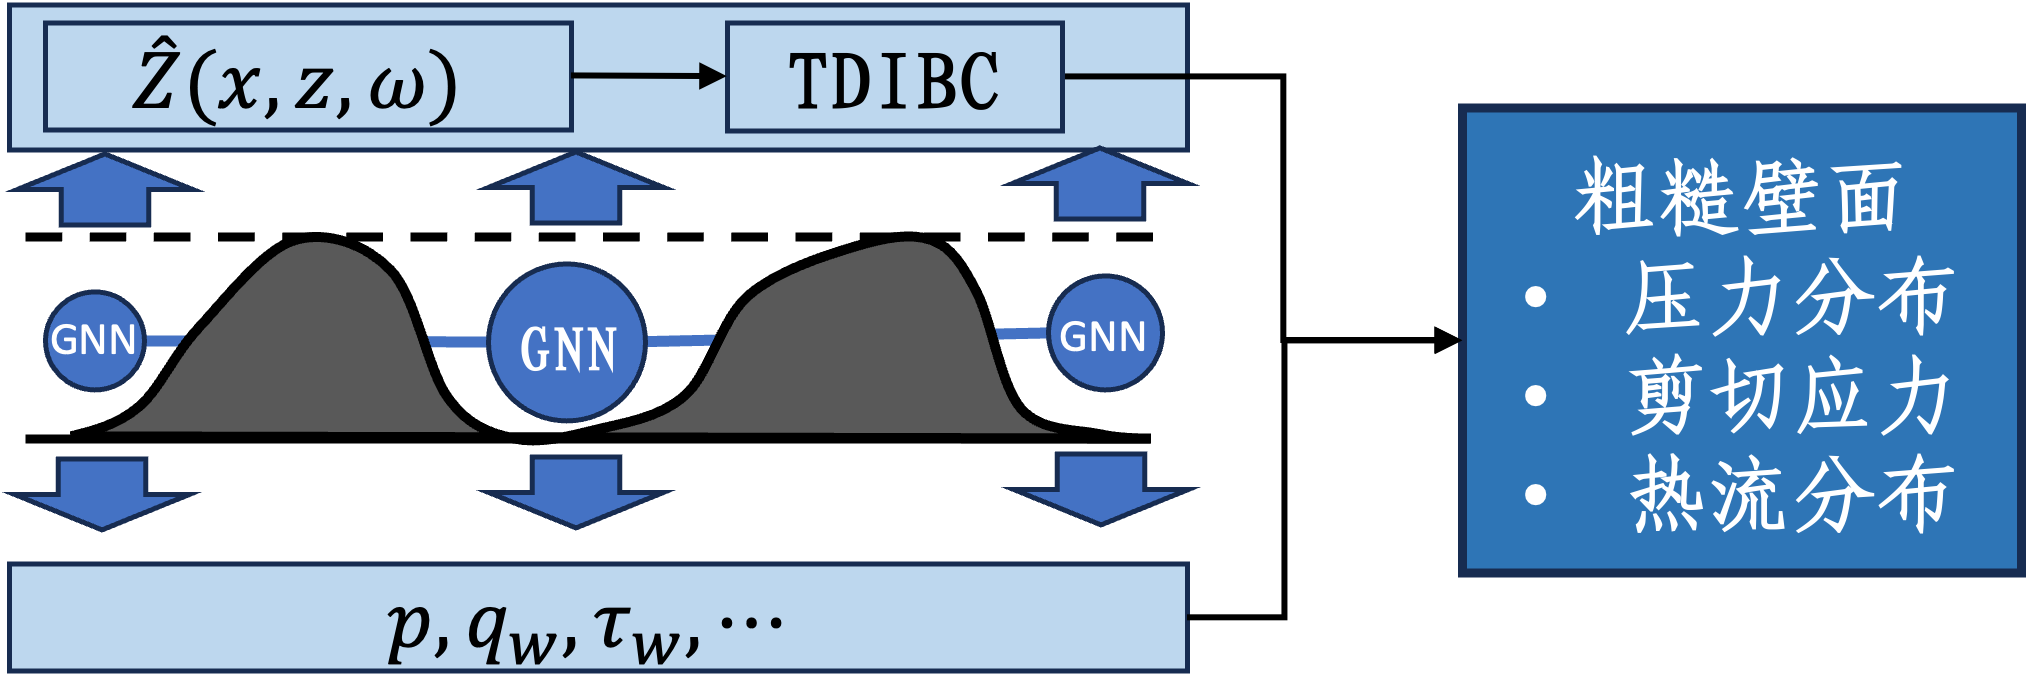 Ẑ(x, z, ω)
TDIBC
GNN
GNN
GNN
p, q_w, τ_w, ⋯
粗糙壁面
• 压力分布
• 剪切应力
• 热流分布